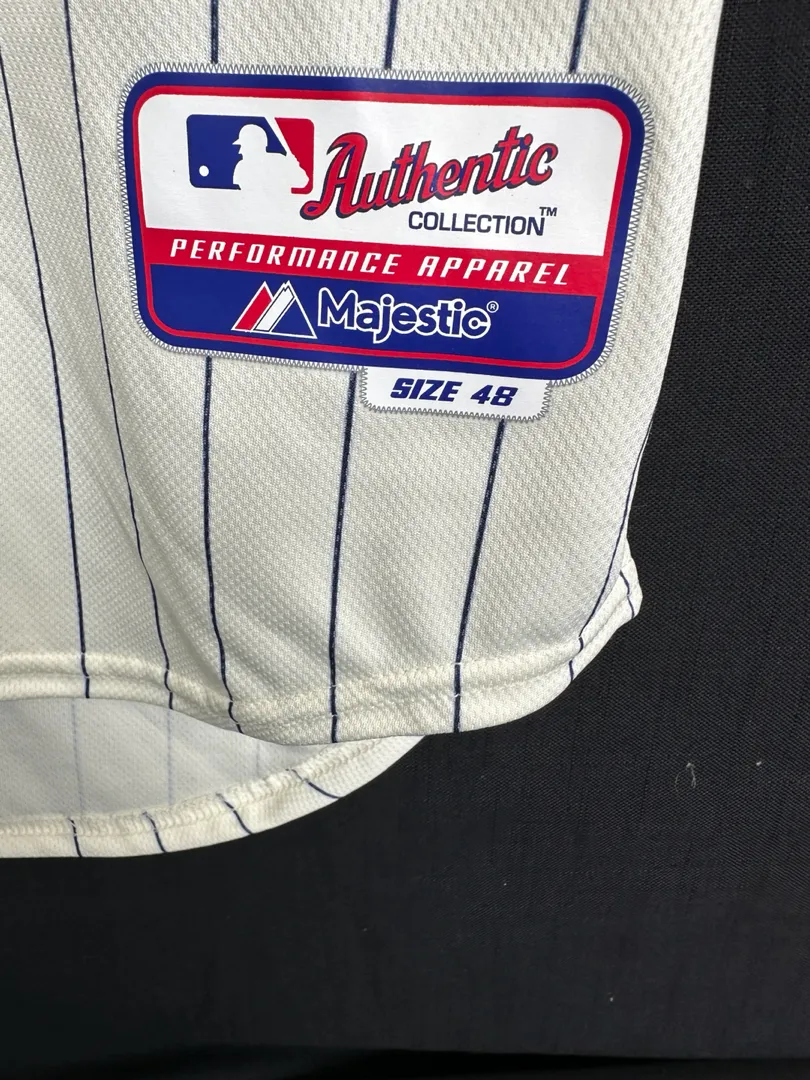 Authentic
COLLECTION™
PERFORMANCE APPAREL
Majestic®
SIZE 48